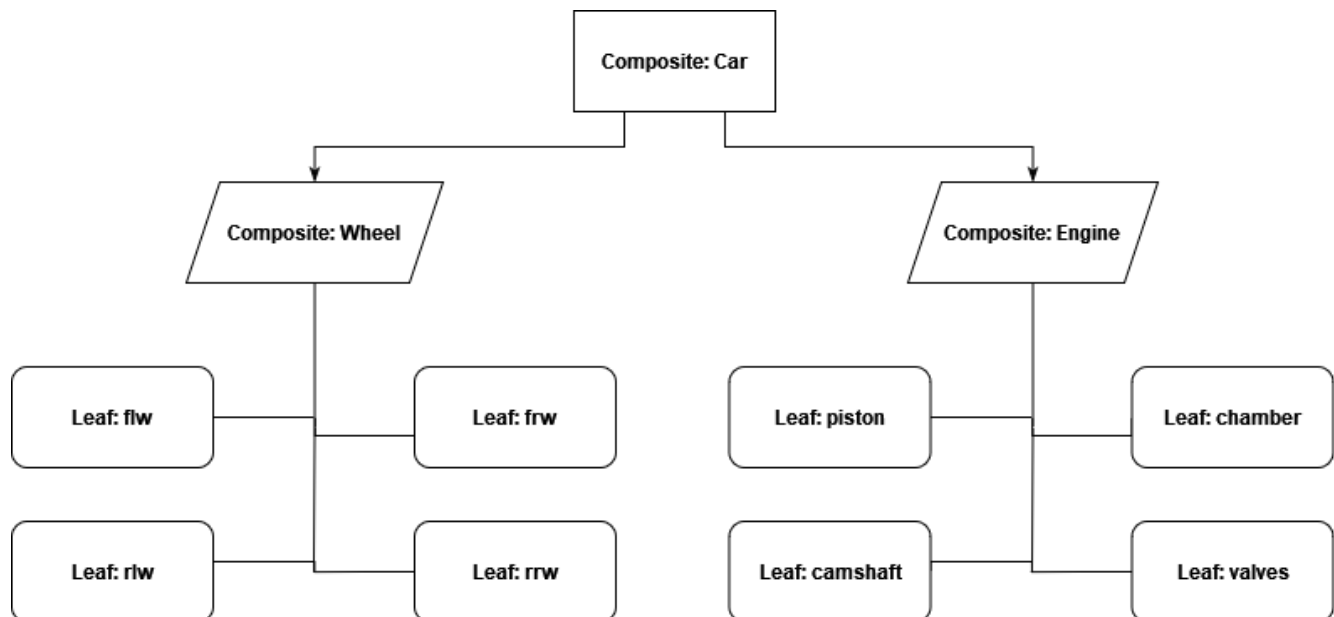 Composite: Car
Composite: Wheel
Composite: Engine
Leaf: flw
Leaf: frw
Leaf: piston
Leaf: chamber
Leaf: rlw
Leaf: rrw
Leaf: camshaft
Leaf: valves